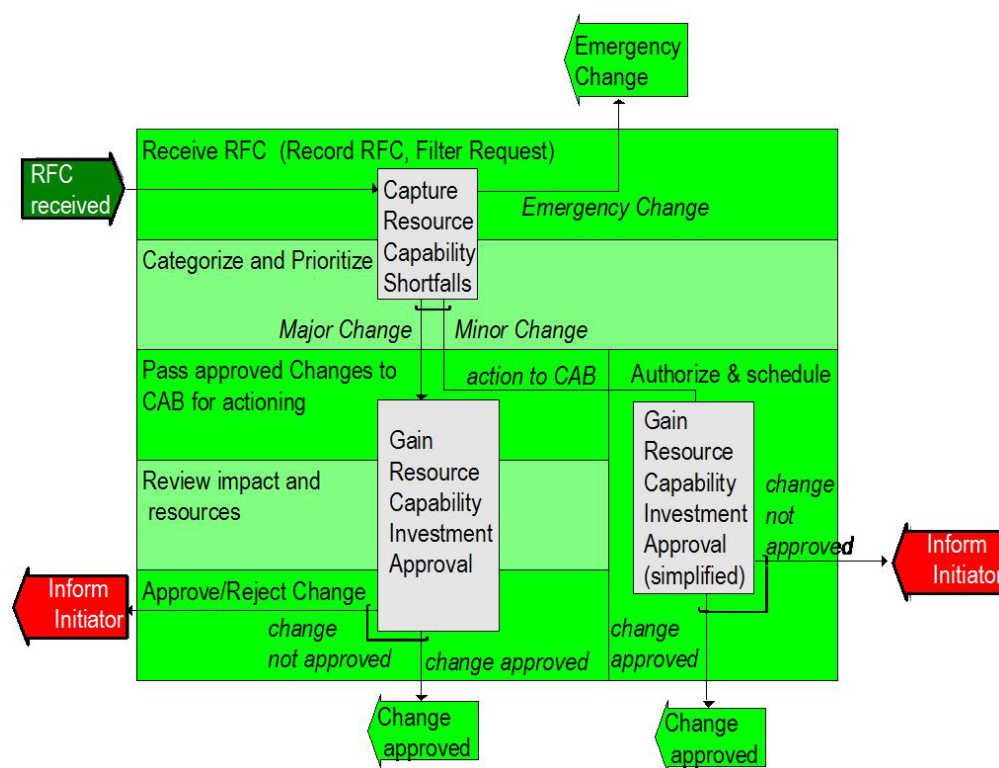 Emergency
Change
Receive RFC (Record RFC, Filter Request)
RFC
received
Capture
Resource
Capability
Shortfalls
Emergency Change
Categorize and Prioritize
Major Change
Minor Change
Pass approved Changes to
CAB for actioning
action to CAB
Authorize & schedule
Gain
Resource
Capability
Investment
Approval
Gain
Resource
Capability
Investment
Approval
(simplified)
change
not
approved
Review impact and
resources
Inform
Initiator
Approve/Reject Change
Inform
Initiator
change
not approved
change approved
change
approved
Change
approved
Change
approved